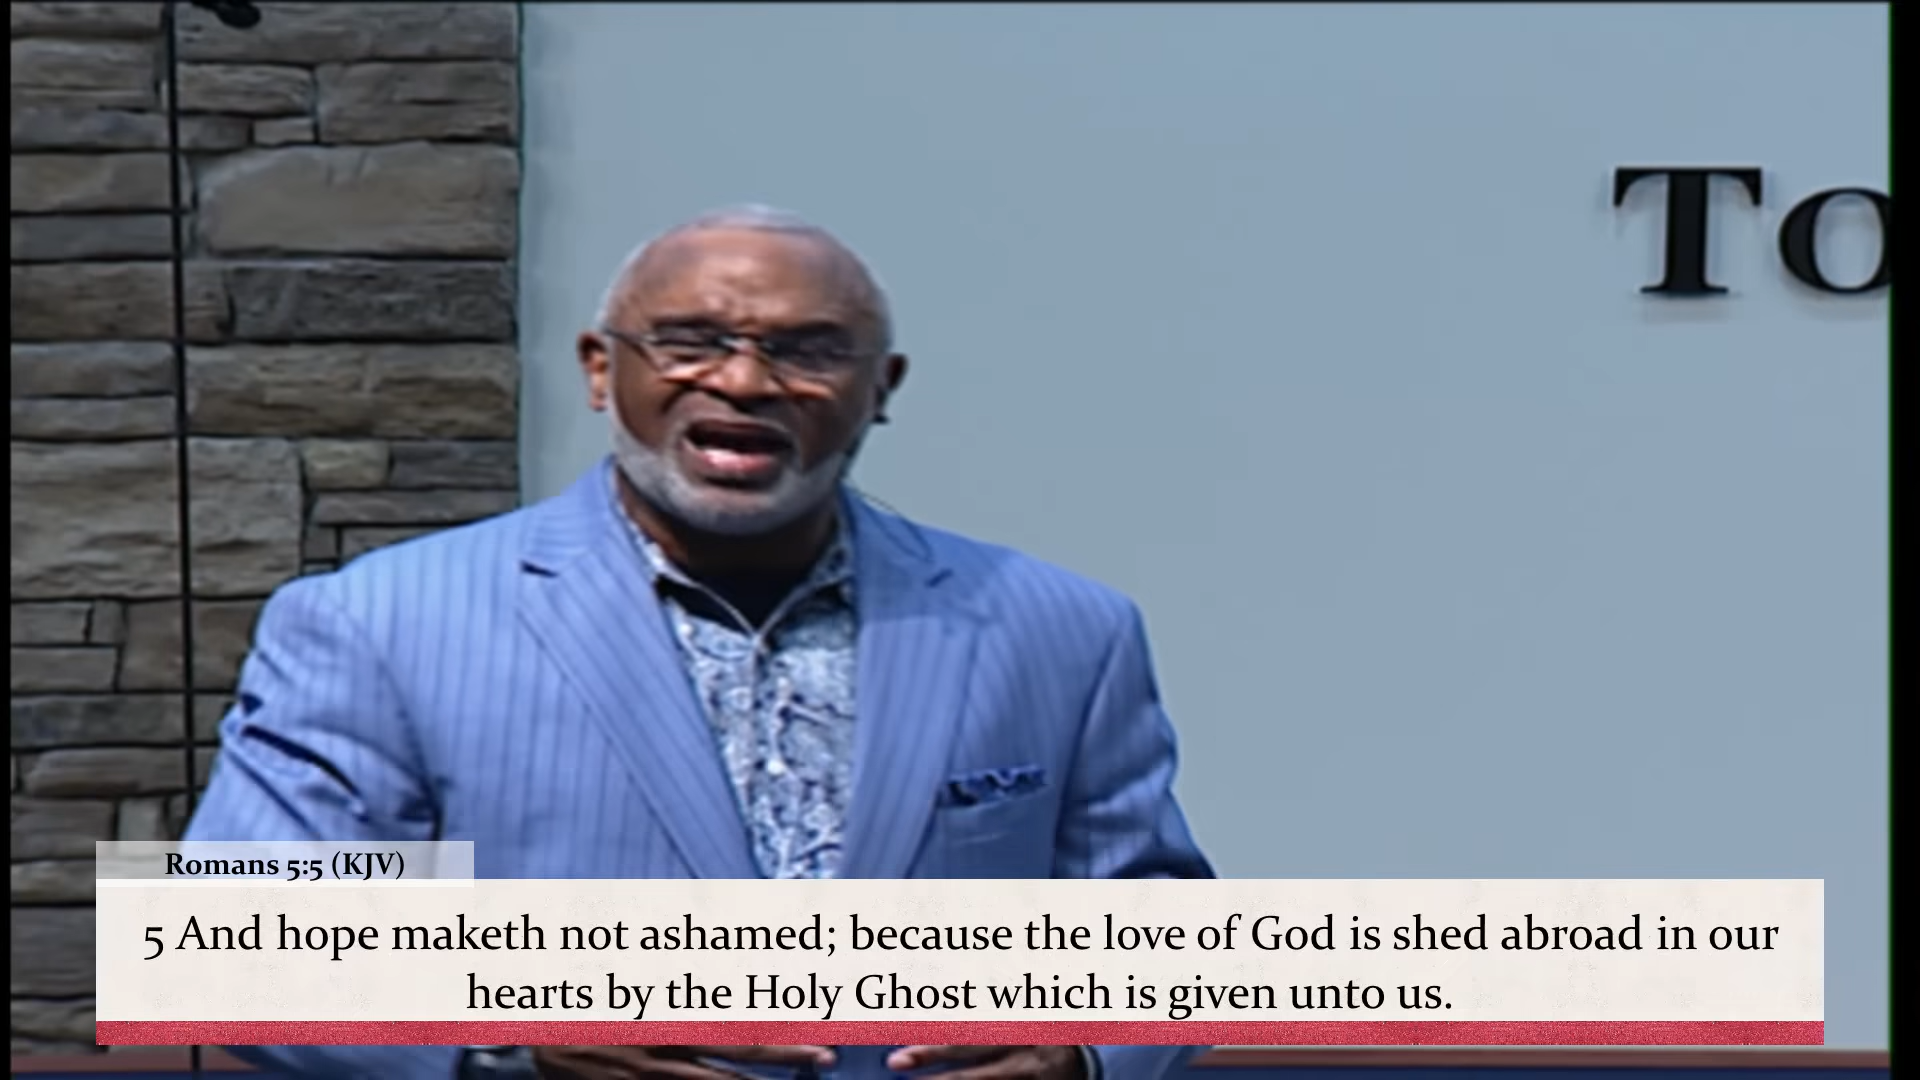 To
Romans 5:5 (KJV)
5 And hope maketh not ashamed; because the love of God is shed abroad in our
hearts by the Holy Ghost which is given unto us.